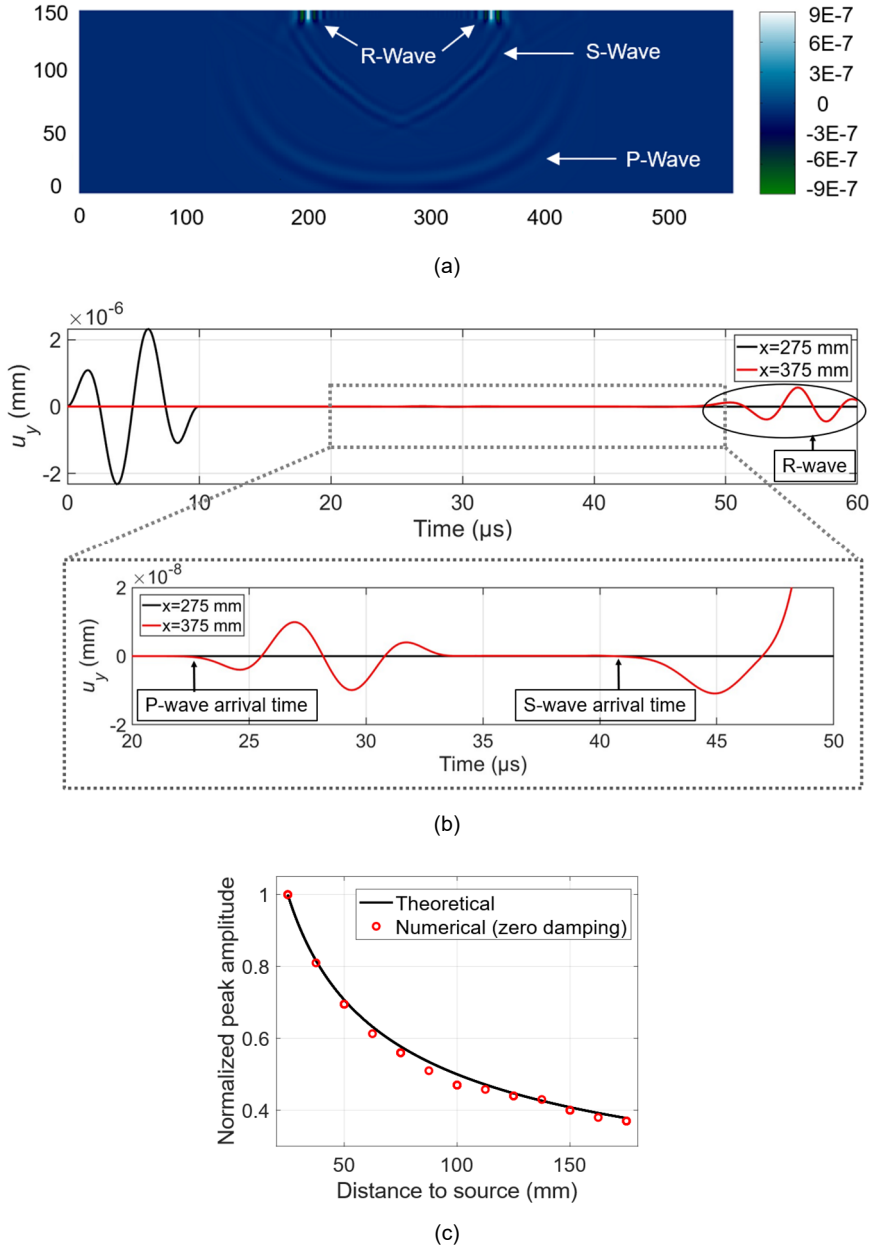 150
100
50
0
0
100
200
300
400
500
R-Wave
S-Wave
P-Wave
9E-7
6E-7
3E-7
0
-3E-7
-6E-7
-9E-7
(a)
×10⁻⁶
2
0
-2
u_y (mm)
x=275 mm
x=375 mm
R-wave
0
10
20
30
40
50
60
Time (µs)
×10⁻⁸
2
0
-2
u_y (mm)
x=275 mm
x=375 mm
P-wave arrival time
S-wave arrival time
20
25
30
35
40
45
50
Time (µs)
(b)
1
0.8
0.6
0.4
Normalized peak amplitude
Theoretical
Numerical (zero damping)
50
100
150
Distance to source (mm)
(c)